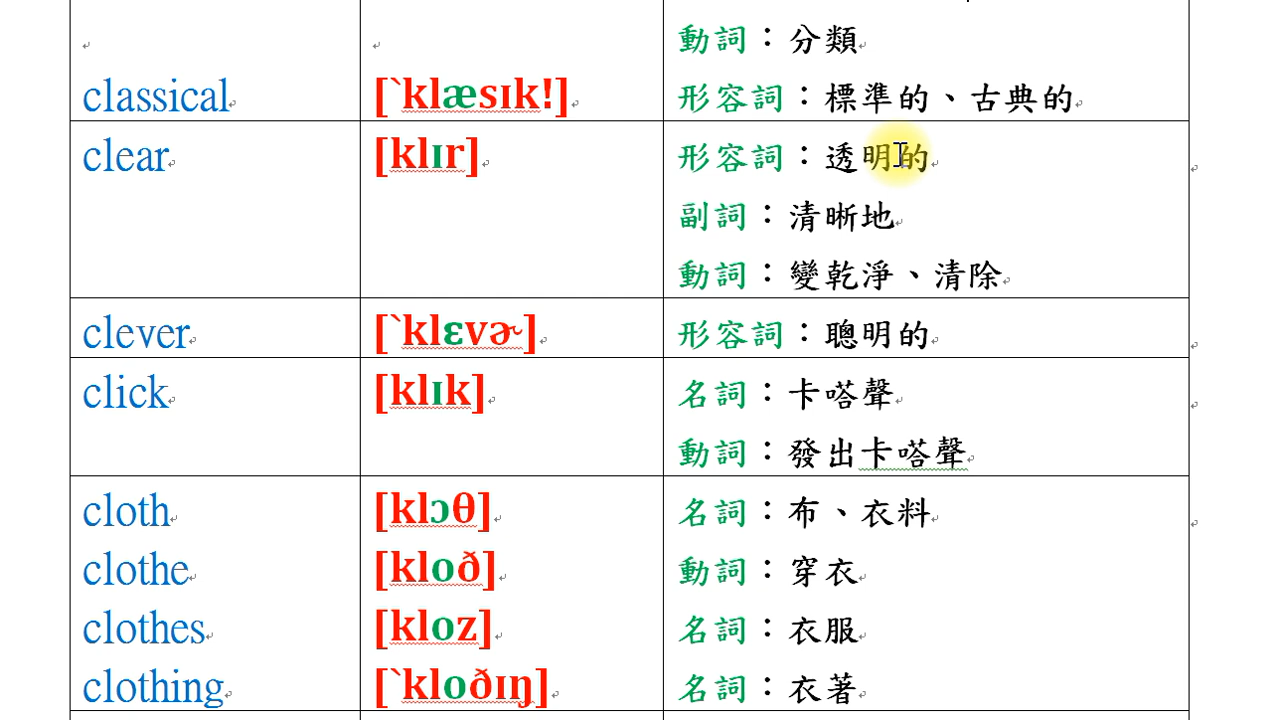 動詞：分類
classical [ˋklæsɪk!] 形容詞：標準的、古典的
clear [klɪr] 形容詞：透明的
副詞：清晰地
動詞：變乾淨、清除
clever [ˋklɛvɚ] 形容詞：聰明的
click [klɪk] 名詞：卡嗒聲
動詞：發出卡嗒聲
cloth [klɔθ] 名詞：布、衣料
clothe [kloð] 動詞：穿衣
clothes [kloz] 名詞：衣服
clothing [ˋkloðɪŋ] 名詞：衣著